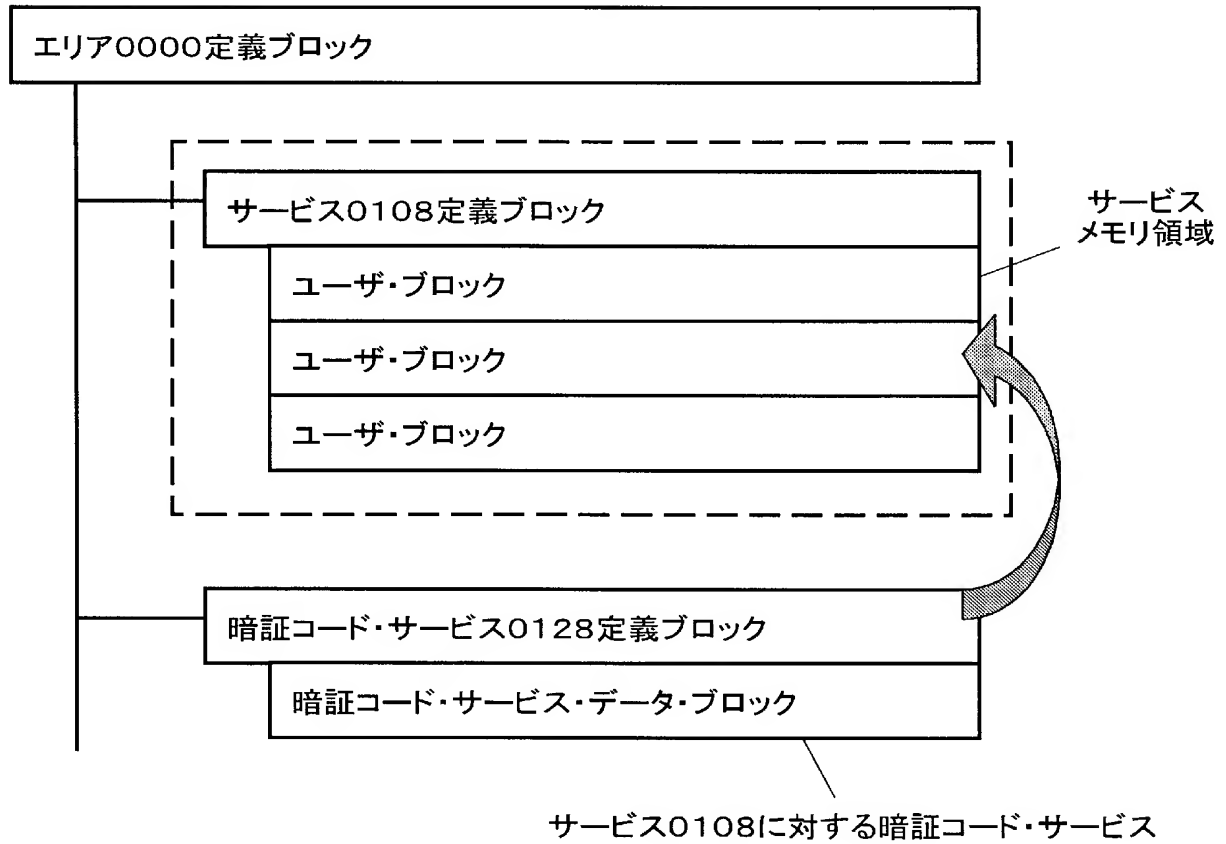 エリア0000定義ブロック
サービス0108定義ブロック
サービス
メモリ領域
ユーザ・ブロック
ユーザ・ブロック
ユーザ・ブロック
暗証コード・サービス0128定義ブロック
暗証コード・サービス・データ・ブロック
サービス0108に対する暗証コード・サービス